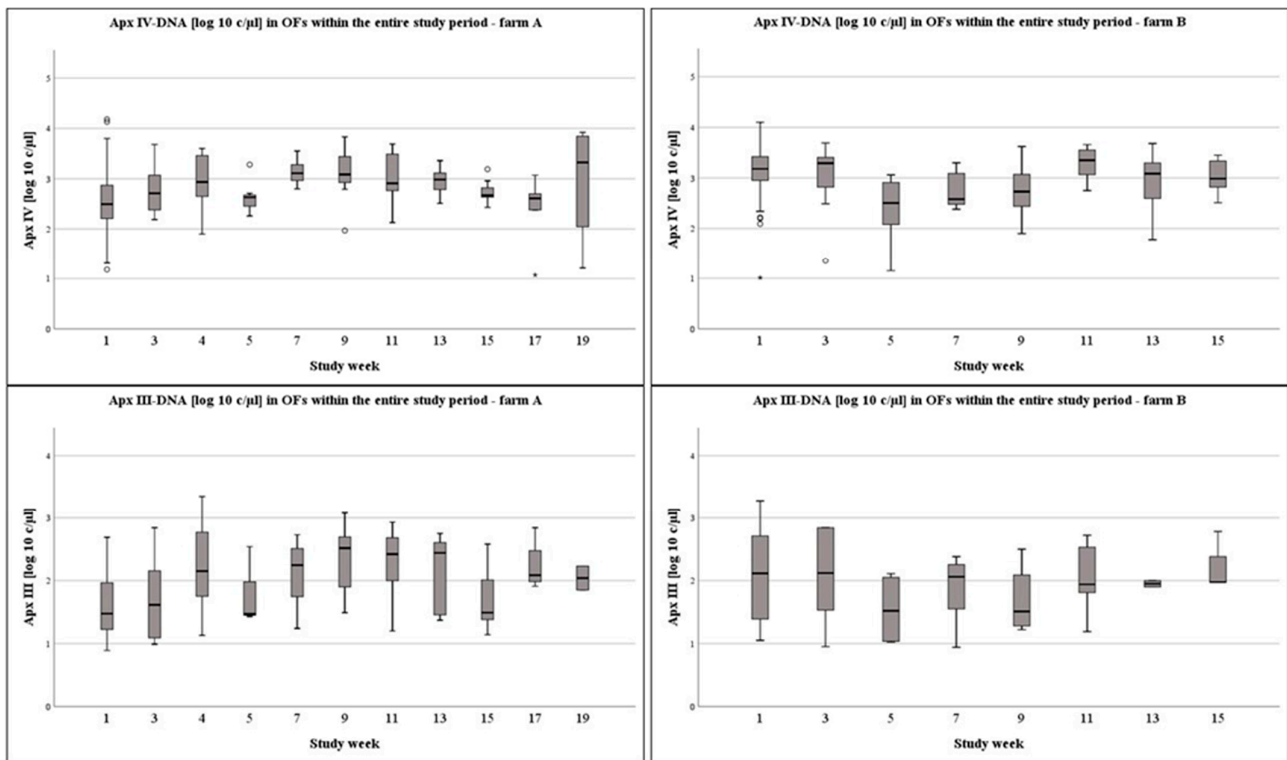 Apx IV-DNA [log 10 c/µl] in OFs within the entire study period - farm A
Apx IV [log 10 c/µl]
5
4
3
2
1
0
1 3 4 5 7 9 11 13 15 17 19
Study week
Apx IV-DNA [log 10 c/µl] in OFs within the entire study period - farm B
Apx IV [log 10 c/µl]
5
4
3
2
1
0
1 3 5 7 9 11 13 15
Study week
Apx III-DNA [log 10 c/µl] in OFs within the entire study period - farm A
Apx III [log 10 c/µl]
4
3
2
1
0
1 3 4 5 7 9 11 13 15 17 19
Study week
Apx III-DNA [log 10 c/µl] in OFs within the entire study period - farm B
Apx III [log 10 c/µl]
4
3
2
1
0
1 3 5 7 9 11 13 15
Study week